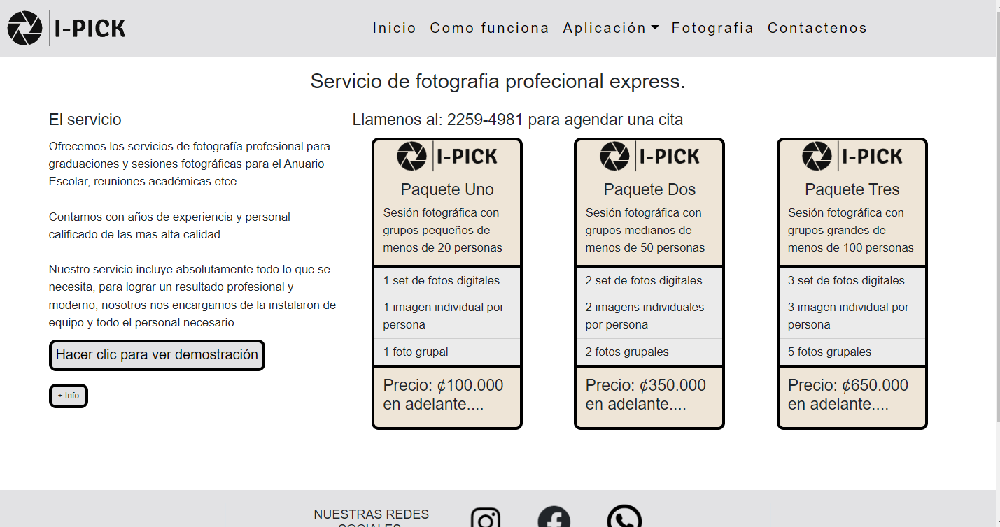 I-PICK
Inicio Como funciona Aplicación Fotografia Contactenos
Servicio de fotografia profecional express.
El servicio
Ofrecemos los servicios de fotografía profesional para
graduaciones y sesiones fotográficas para el Anuario
Escolar, reuniones académicas etce.
Contamos con años de experiencia y personal
calificado de las mas alta calidad.
Nuestro servicio incluye absolutamente todo lo que se
necesita, para lograr un resultado profesional y
moderno, nosotros nos encargamos de la instalaron de
equipo y todo el personal necesario.
Hacer clic para ver demostración
+ Info
Llamenos al: 2259-4981 para agendar una cita
I-PICK
Paquete Uno
Sesión fotográfica con
grupos pequeños de
menos de 20 personas
1 set de fotos digitales
1 imagen individual por
persona
1 foto grupal
Precio: ₡100.000
en adelante....
I-PICK
Paquete Dos
Sesión fotográfica con
grupos medianos de
menos de 50 personas
2 set de fotos digitales
2 imagens individuales
por persona
2 fotos grupales
Precio: ₡350.000
en adelante....
I-PICK
Paquete Tres
Sesión fotográfica con
grupos grandes de
menos de 100 personas
3 set de fotos digitales
3 imagen individual por
persona
5 fotos grupales
Precio: ₡650.000
en adelante....
NUESTRAS REDES
SOCIALES